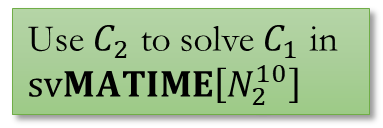 Use 𝐶₂ to solve 𝐶₁ in
sv𝐌𝐀𝐓𝐈𝐌𝐄[𝑁₂¹⁰]